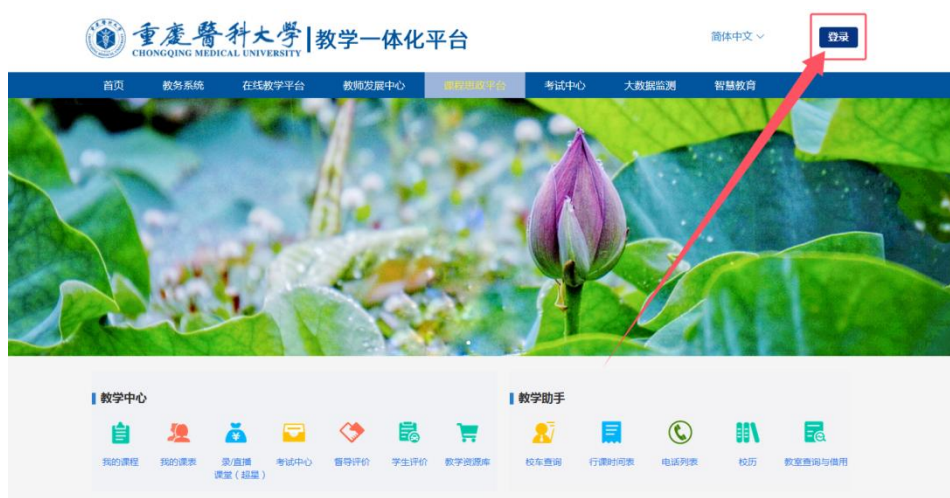 重庆醫科大學 教学一体化平台
CHONGQING MEDICAL UNIVERSITY
简体中文
登录
首页 教务系统 在线教学平台 教师发展中心 课程思政平台 考试中心 大数据监测 智慧教育
教学中心
我的课程 我的课表 录/直播课堂（超星） 考试中心 督导评价 学生评价 教学资源库
教学助手
校车查询 行课时间表 电话列表 校历 教室查询与借用